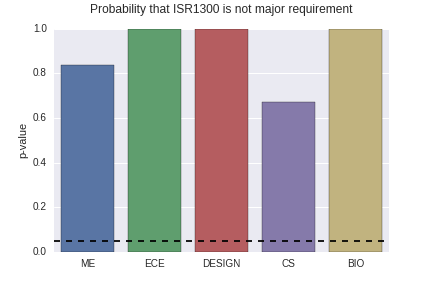 Probability that ISR1300 is not major requirement
1.0
0.8
0.6
0.4
0.2
0.0
p-value
ME ECE DESIGN CS BIO